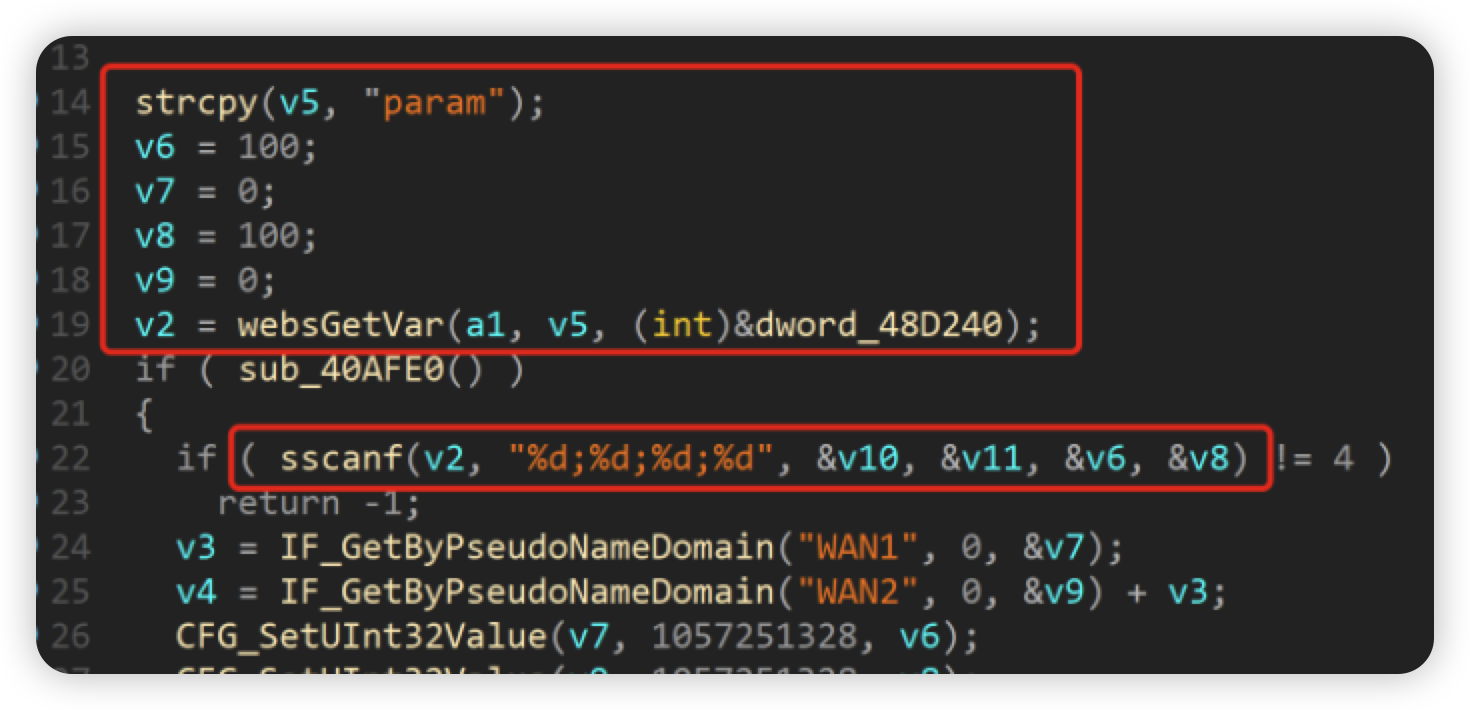 13
14 strcpy(v5, "param");
15 v6 = 100;
16 v7 = 0;
17 v8 = 100;
18 v9 = 0;
19 v2 = websGetVar(a1, v5, (int)&dword_48D240);
20 if ( sub_40AFE0() )
21 {
22 if ( sscanf(v2, "%d;%d;%d;%d", &v10, &v11, &v6, &v8) != 4 )
23 return -1;
24 v3 = IF_GetByPseudoNameDomain("WAN1", 0, &v7);
25 v4 = IF_GetByPseudoNameDomain("WAN2", 0, &v9) + v3;
26 CFG_SetUInt32Value(v7, 1057251328, v6);